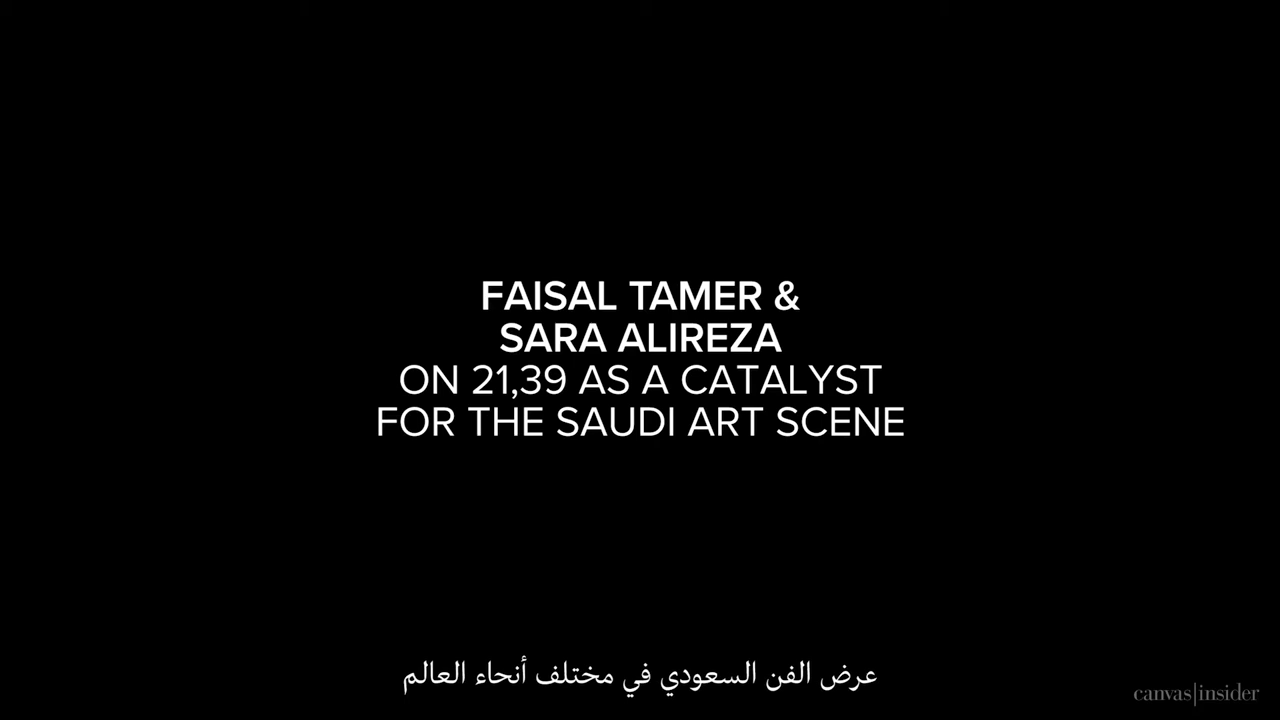 FAISAL TAMER &
SARA ALIREZA
ON 21,39 AS A CATALYST
FOR THE SAUDI ART SCENE
عرض الفن السعودي في مختلف أنحاء العالم
canvas|insider